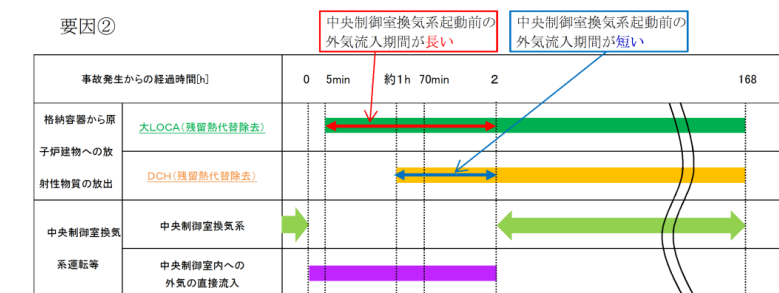 要因②
中央制御室換気系起動前の
外気流入期間が長い
中央制御室換気系起動前の
外気流入期間が短い
事故発生からの経過時間[h]
0 5min 約1h 70min 2 168
格納容器から原
子炉建物への放
射性物質の放出
大LOCA(残留熱代替除去)
DCH(残留熱代替除去)
中央制御室換気
系運転等
中央制御室換気系
中央制御室内への
外気の直接流入